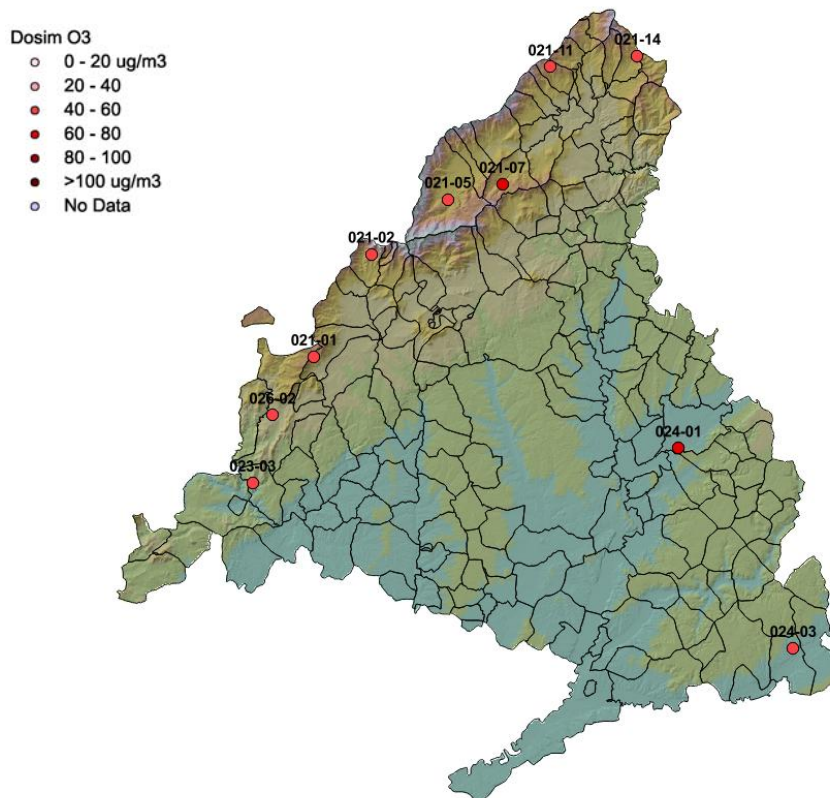 Dosim O3
0 - 20 ug/m3
20 - 40
40 - 60
60 - 80
80 - 100
>100 ug/m3
No Data
021-11
021-14
021-07
021-05
021-02
021-01
026-02
024-01
023-03
024-03